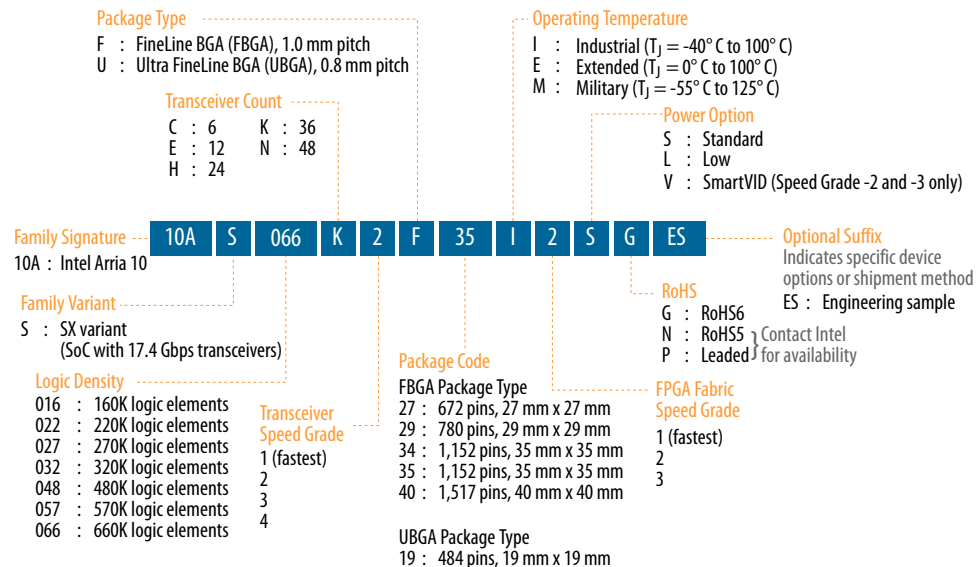 Package Type
F : FineLine BGA (FBGA), 1.0 mm pitch
U : Ultra FineLine BGA (UBGA), 0.8 mm pitch
Operating Temperature
I : Industrial (TJ = -40° C to 100° C)
E : Extended (TJ = 0° C to 100° C)
M : Military (TJ = -55° C to 125° C)
Transceiver Count
C : 6 K : 36
E : 12 N : 48
H : 24
Power Option
S : Standard
L : Low
V : SmartVID (Speed Grade -2 and -3 only)
Family Signature
10A : Intel Arria 10
10A S 066 K 2 F 35 I 2 S G ES
Optional Suffix
Indicates specific device
options or shipment method
ES : Engineering sample
Family Variant
S : SX variant
(SoC with 17.4 Gbps transceivers)
RoHS
G : RoHS6
N : RoHS5
P : Leaded
} Contact Intel
for availability
Logic Density
016 : 160K logic elements
022 : 220K logic elements
027 : 270K logic elements
032 : 320K logic elements
048 : 480K logic elements
057 : 570K logic elements
066 : 660K logic elements
Transceiver
Speed Grade
1 (fastest)
2
3
4
Package Code
FBGA Package Type
27 : 672 pins, 27 mm x 27 mm
29 : 780 pins, 29 mm x 29 mm
34 : 1,152 pins, 35 mm x 35 mm
35 : 1,152 pins, 35 mm x 35 mm
40 : 1,517 pins, 40 mm x 40 mm
UBGA Package Type
19 : 484 pins, 19 mm x 19 mm
FPGA Fabric
Speed Grade
1 (fastest)
2
3